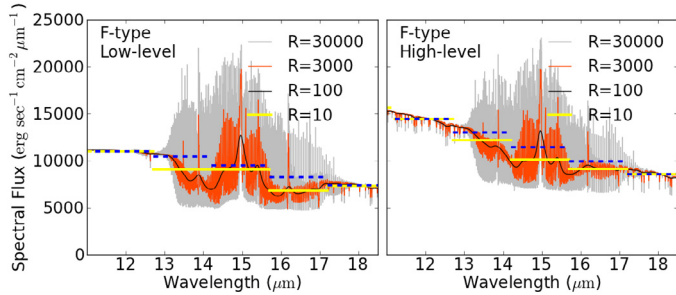 F-type
Low-level
R=30000
R=3000
R=100
R=10
F-type
High-level
R=30000
R=3000
R=100
R=10
Spectral Flux (erg sec⁻¹ cm⁻² μm⁻¹)
25000
20000
15000
10000
5000
0
12 13 14 15 16 17 18
12 13 14 15 16 17 18
Wavelength (μm)
Wavelength (μm)